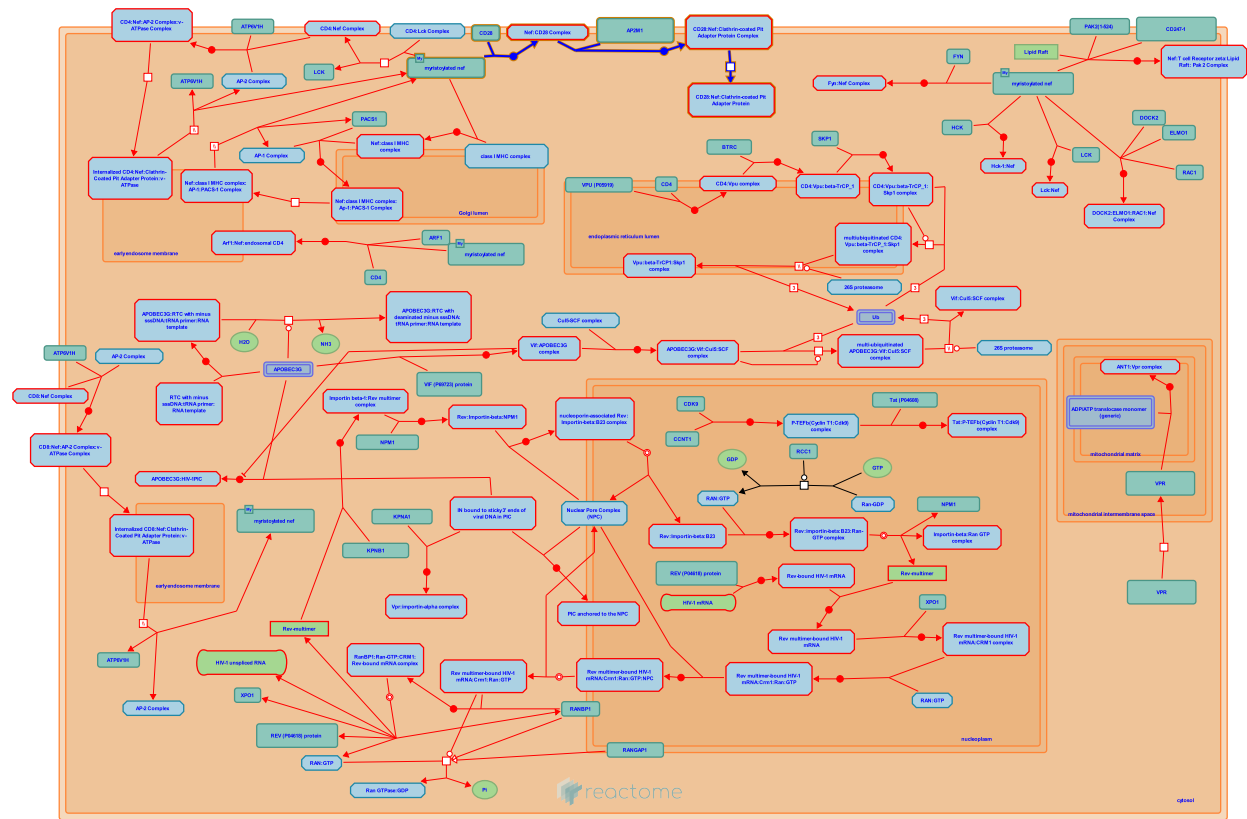 CD4:Nef:AP-2 Complex:v-
ATPase Complex
ATP6V1H
CD4:Nef Complex
CD4:Lck Complex
CD28
Nef:CD28 Complex
AP2M1
CD28:Nef:Clathrin-coated Pit
Adapter Protein Complex
PAK2(1-524)
CD247-1
LCK
myristoylated nef
ATP6V1H
AP-2 Complex
CD28:Nef:Clathrin-coated Pit
Adapter Protein
Lipid Raft
Nef:T cell Receptor zeta Lipid
Raft: Pak 2 Complex
FYN
Fyn:Nef Complex
myristoylated nef
PACS1
Nef:class I MHC
complex
AP-1 Complex
class I MHC complex
SKP1
BTRC
HCK
DOCK2
ELMO1
LCK
RAC1
Hck-1:Nef
Lck:Nef
DOCK2:ELMO1:RAC1:Nef
Complex
Internalized CD4:Nef:Clathrin-
Coated Pit Adapter Protein:v-
ATPase
Nef:class I MHC complex:
AP-1:PACS-1 Complex
Nef:class I MHC complex:
Ap-1:PACS-1 Complex
Golgi lumen
VPU (P05919)
CD4
CD4:Vpu complex
CD4:Vpu:beta-TrCP_1
CD4:Vpu:beta-TrCP_1:
Skp1 complex
endoplasmic reticulum lumen
multiubiquitinated CD4:
Vpu:beta-TrCP_1:Skp1
complex
Vpu:beta-TrCP1:Skp1
complex
26S proteasome
early endosome membrane
Arf1:Nef:endosomal CD4
ARF1
myristoylated nef
CD4
APOBEC3G:RTC with minus
sssDNA:tRNA primer:RNA
template
H2O
NH3
APOBEC3G:RTC with
deaminated minus sssDNA:
tRNA primer:RNA template
APOBEC3G
RTC with minus
sssDNA:tRNA primer:
RNA template
Ub
Vif:Cul5:SCF complex
Cul5-SCF complex
Vif:APOBEC3G
complex
APOBEC3G:Vif:Cul5:SCF
complex
multi-ubiquitinated
APOBEC3G:Vif:Cul5:SCF
complex
26S proteasome
VIF (P69723) protein
ATP6V1H
AP-2 Complex
CD8:Nef Complex
CD8:Nef:AP-2 Complex:v-
ATPase Complex
ANT1:Vpr complex
ADP/ATP translocase monomer
(generic)
mitochondrial matrix
VPR
mitochondrial intermembrane space
VPR
Importin beta-1:Rev multimer
complex
NPM1
Rev:Importin-beta:NPM1
nucleoporin-associated Rev:
Importin-beta:B23 complex
CDK9
CCNT1
P-TEFb(Cyclin T1:Cdk9)
complex
Tat (P04608)
Tat:P-TEFb(Cyclin T1:Cdk9)
complex
GDP
RCC1
GTP
RAN:GTP
Ran-GDP
APOBEC3G:HIV-1 PIC
IN bound to sticky 3' ends of
viral DNA in PIC
Nuclear Pore Complex
(NPC)
Internalized CD8:Nef:Clathrin-
Coated Pit Adapter Protein:v-
ATPase
myristoylated nef
KPNA1
KPNB1
Rev:Importin-beta:B23
Rev:importin-beta:B23:Ran-
GTP complex
NPM1
Importin-beta:Ran GTP
complex
early endosome membrane
Vpr:importin-alpha complex
PIC anchored to the NPC
REV (P04618) protein
Rev-bound HIV-1 mRNA
Rev-multimer
HIV-1 mRNA
XPO1
Rev multimer-bound HIV-1
mRNA
Rev multimer-bound HIV-1
mRNA:CRM1 complex
Rev-multimer
ATP6V1H
HIV-1 unspliced RNA
RanBP1:Ran-GTP:CRM1:
Rev-bound mRNA complex
Rev multimer-bound HIV-1
mRNA:Crm1:Ran:GTP
Rev multimer-bound HIV-1
mRNA:Crm1:Ran:GTP:NPC
Rev multimer-bound HIV-1
mRNA:Crm1:Ran:GTP
RAN:GTP
AP-2 Complex
XPO1
RANBP1
REV (P04618) protein
nucleoplasm
RAN:GTP
RANGAP1
Ran GTPase:GDP
Pi
reactome
cytosol